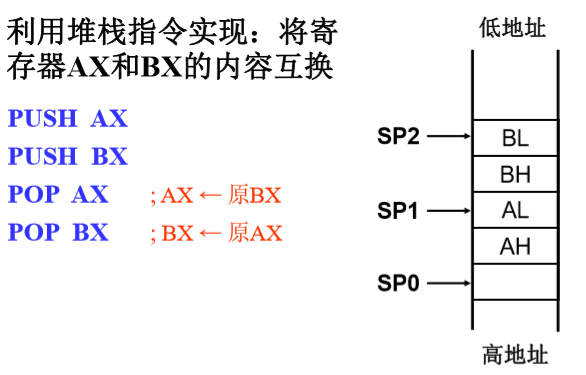 利用堆栈指令实现：将寄
存器AX和BX的内容互换
PUSH AX
PUSH BX
POP AX ; AX ← 原BX
POP BX ; BX ← 原AX
低地址
SP2
BL
BH
SP1
AL
AH
SP0
高地址